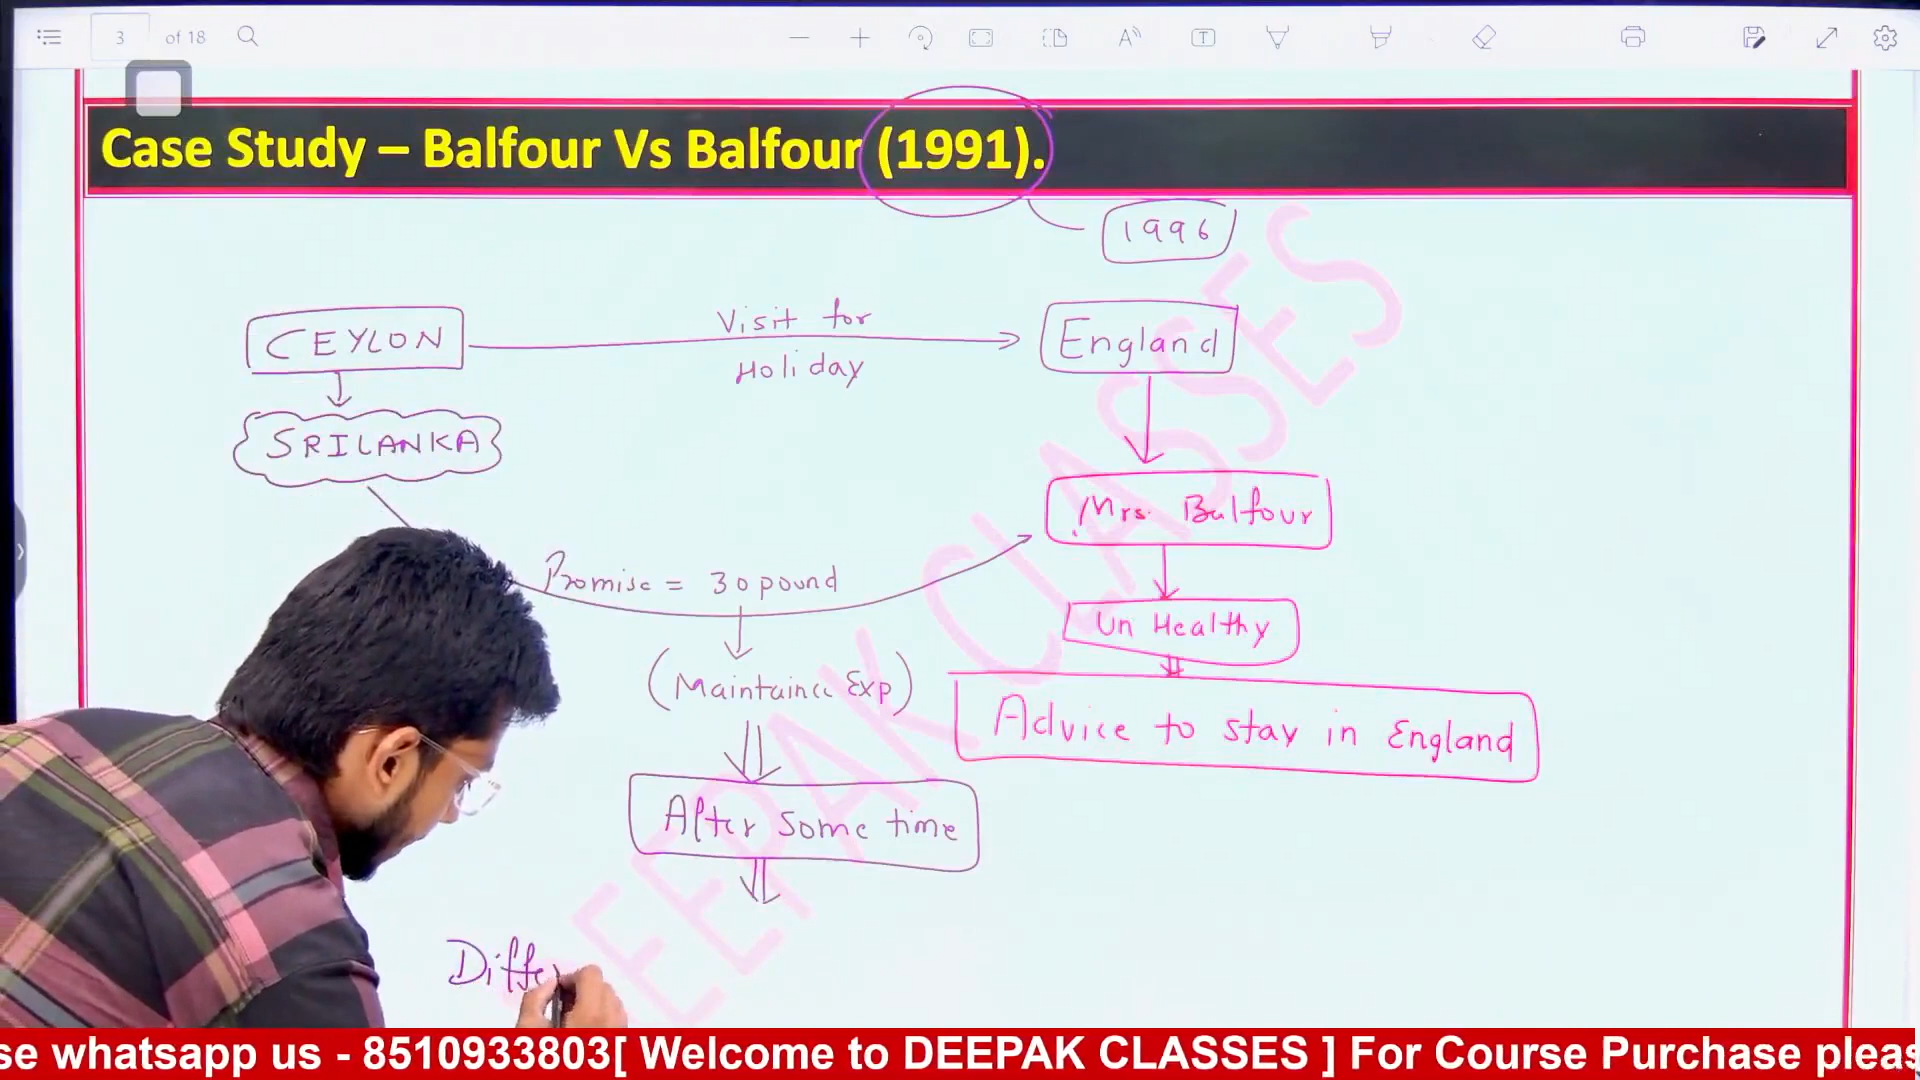 3 of 18
Case Study – Balfour Vs Balfour (1991).
1996
CEYLON
Visit for
Holiday
England
SRILANKA
Mrs. Balfour
Promise = 30 pound
Un Healthy
(Maintaince Exp)
Advice to stay in England
After Some time
Diffe
DEEPAK CLASSES
se whatsapp us - 8510933803[ Welcome to DEEPAK CLASSES ] For Course Purchase pleas